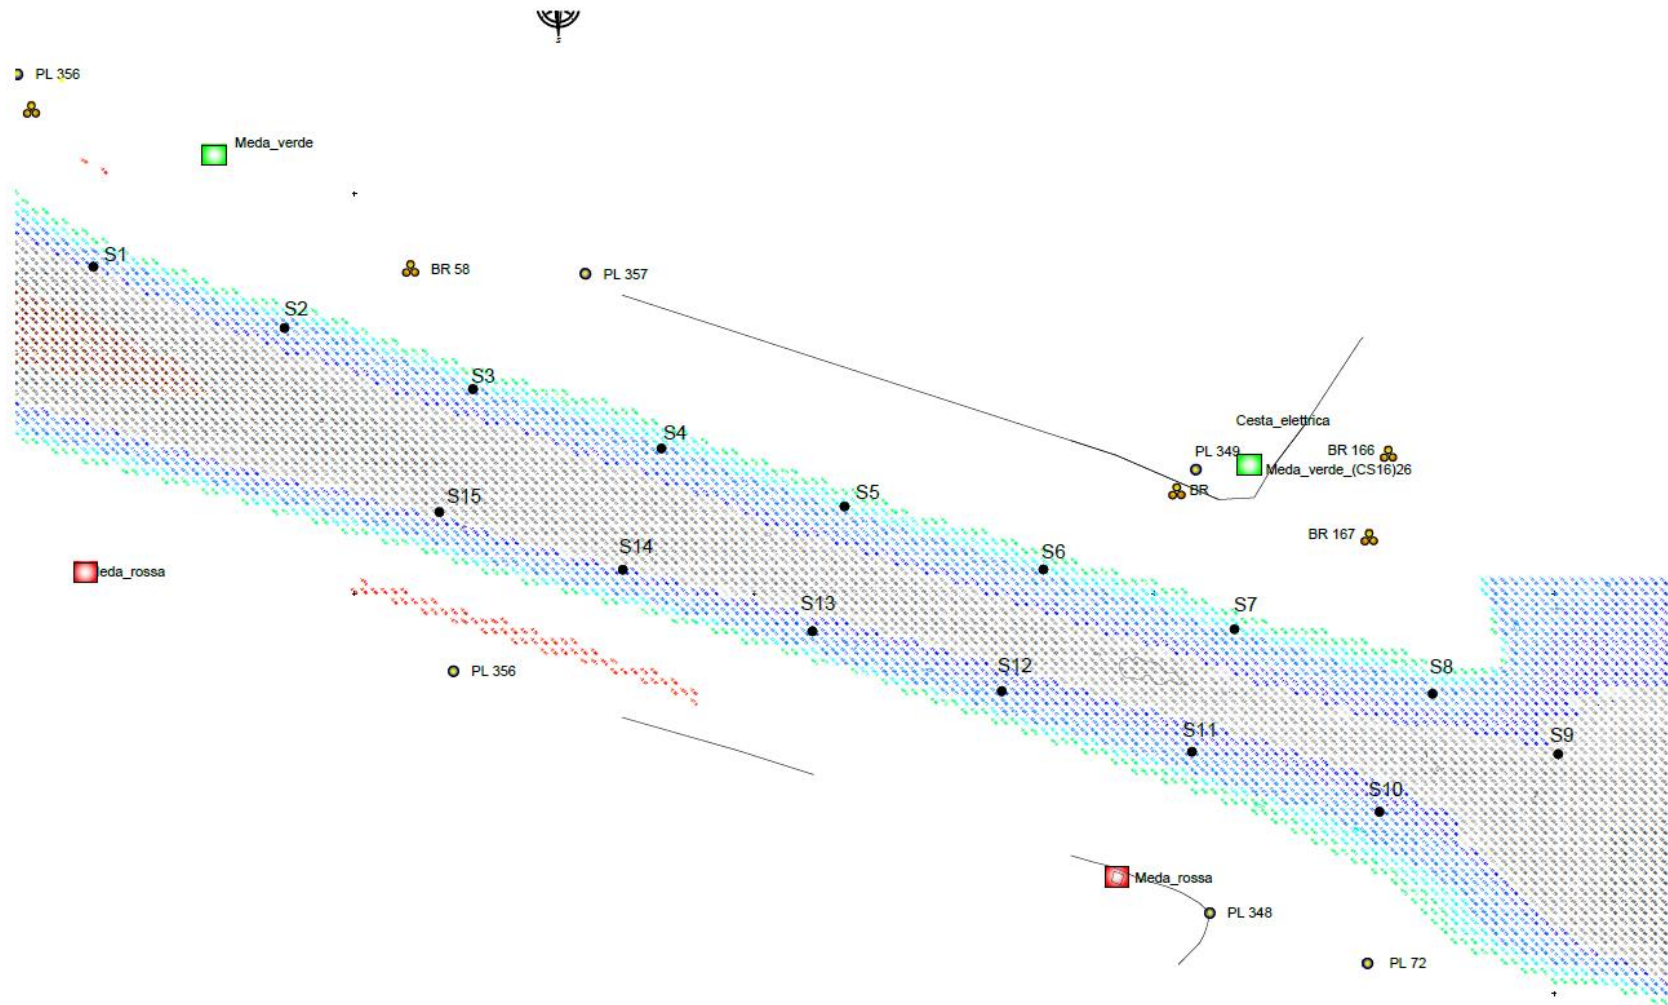 S
PL 356
Meda_verde
S1
BR 58
PL 357
S2
S3
S4
Cesta_elettrica
PL 349
BR 166
Meda_verde_(CS16)26
BR
S5
S15
BR 167
S14
S6
eda_rossa
S13
S7
PL 356
S12
S8
S11
S9
S10
Meda_rossa
PL 348
PL 72